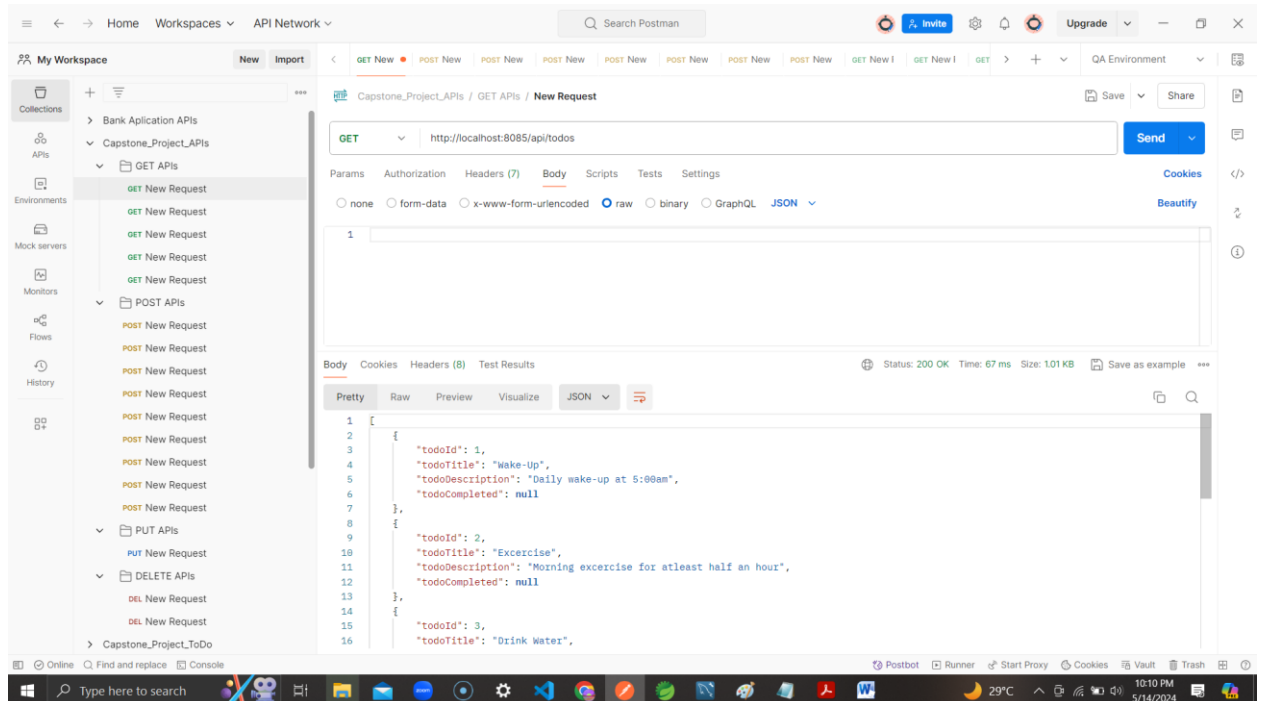 Home Workspaces API Network Search Postman Invite Upgrade
My Workspace New Import GET New POST New POST New POST New POST New POST New POST New POST New GET New I GET New I GET QA Environment
Collections
APIs
Environments
Mock servers
Monitors
Flows
History
Bank Aplication APIs
Capstone_Project_APIs
GET APIs
GET New Request
GET New Request
GET New Request
GET New Request
GET New Request
POST APIs
POST New Request
POST New Request
POST New Request
POST New Request
POST New Request
POST New Request
POST New Request
POST New Request
POST New Request
PUT APIs
PUT New Request
DELETE APIs
DEL New Request
DEL New Request
Capstone_Project_ToDo
HTTP Capstone_Project_APIs / GET APIs / New Request Save Share
GET http://localhost:8085/api/todos Send
Params Authorization Headers (7) Body Scripts Tests Settings Cookies
none form-data x-www-form-urlencoded raw binary GraphQL JSON Beautify
1
Body Cookies Headers (8) Test Results Status: 200 OK Time: 67 ms Size: 1.01 KB Save as example
Pretty Raw Preview Visualize JSON
1 [
2 {
3 "todoId": 1,
4 "todoTitle": "Wake-Up",
5 "todoDescription": "Daily wake-up at 5:00am",
6 "todoCompleted": null
7 },
8 {
9 "todoId": 2,
10 "todoTitle": "Excercise",
11 "todoDescription": "Morning excercise for atleast half an hour",
12 "todoCompleted": null
13 },
14 {
15 "todoId": 3,
16 "todoTitle": "Drink Water",
Online Find and replace Console Postbot Runner Start Proxy Cookies Vault Trash
Type here to search zoom 29°C 10:10 PM
5/14/2024